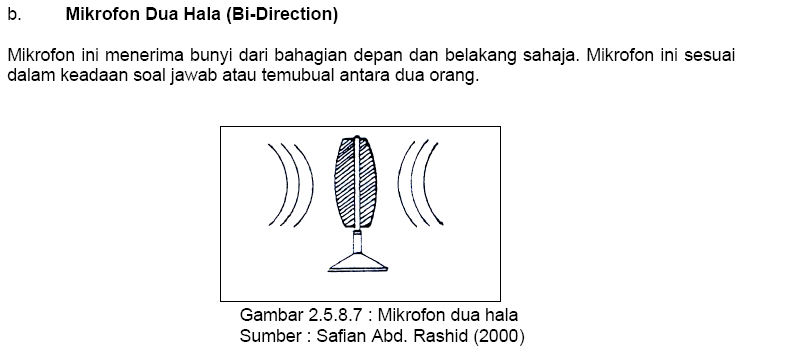 b. Mikrofon Dua Hala (Bi-Direction)
Mikrofon ini menerima bunyi dari bahagian depan dan belakang sahaja. Mikrofon ini sesuai
dalam keadaan soal jawab atau temubual antara dua orang.
Gambar 2.5.8.7 : Mikrofon dua hala
Sumber : Safian Abd. Rashid (2000)